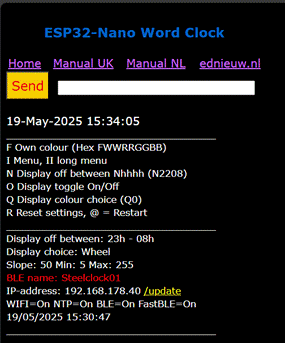 ESP32-Nano Word Clock
Home Manual UK Manual NL ednieuw.nl
Send
19-May-2025 15:34:05
F Own colour (Hex FWWRRGGBB)
I Menu, II long menu
N Display off between Nhhhh (N2208)
O Display toggle On/Off
Q Display colour choice (Q0)
R Reset settings, @ = Restart
Display off between: 23h - 08h
Display choice: Wheel
Slope: 50 Min: 5 Max: 255
BLE name: Steelclock01
IP-address: 192.168.178.40 /update
WIFI=On NTP=On BLE=On FastBLE=On
19/05/2025 15:30:47